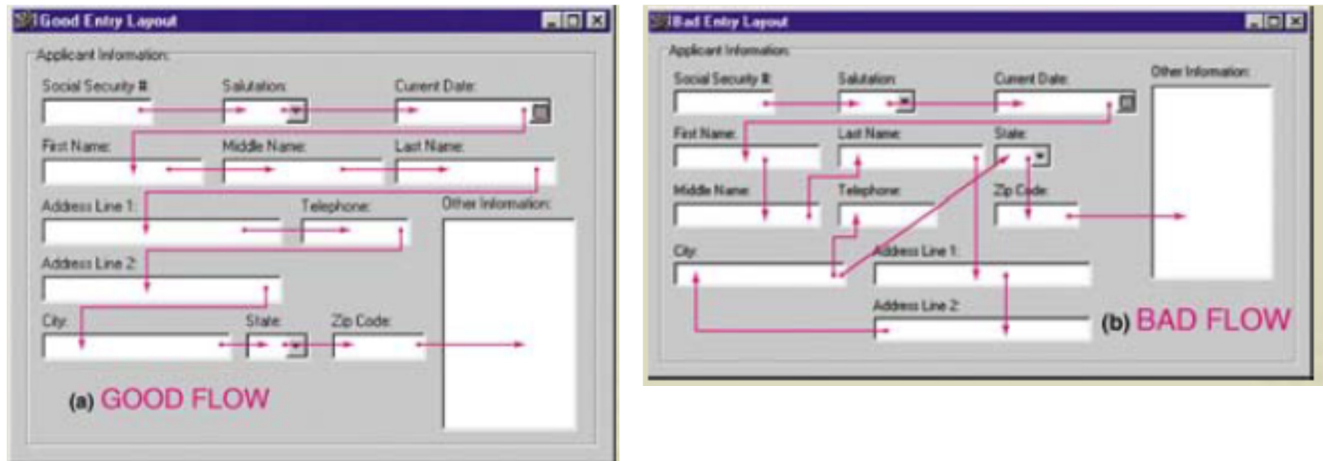 Good Entry Layout
Applicant Information:
Social Security #: Salutation: Current Date:
First Name: Middle Name: Last Name:
Address Line 1: Telephone: Other Information:
Address Line 2:
City: State: Zip Code:
(a) GOOD FLOW
Bad Entry Layout
Applicant Information:
Social Security #: Salutation: Current Date: Other Information:
First Name: Last Name: State:
Middle Name: Telephone: Zip Code:
City: Address Line 1:
Address Line 2:
(b) BAD FLOW